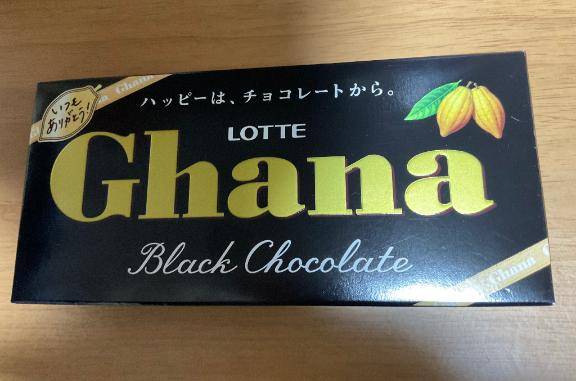 いつも
ありがとう!
Ghana
ハッピーは、チョコレートから。
LOTTE
Ghana
Black Chocolate
Ghana